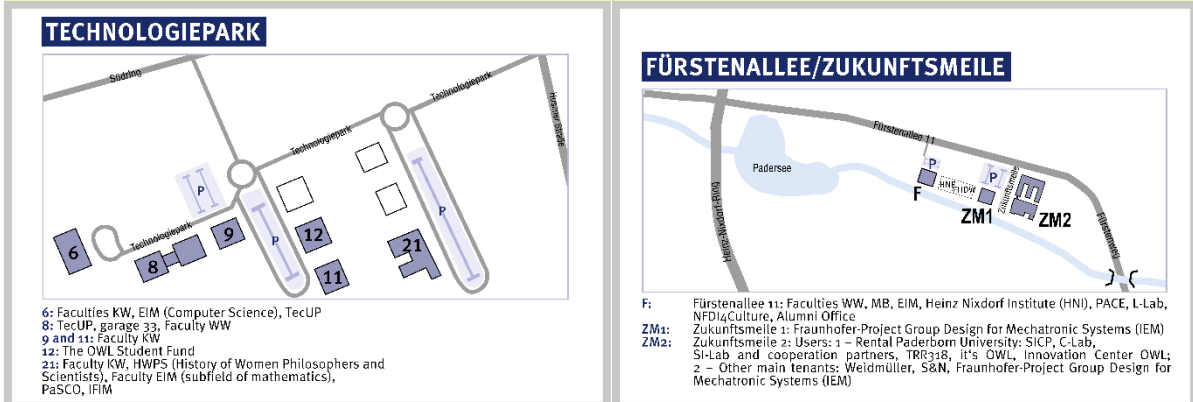 TECHNOLOGIEPARK
Südring
Technologiepark
Husener Straße
Technologiepark
P
P
P
Technologiepark
6
8
9
12
11
21
6: Faculties KW, EIM (Computer Science), TecUP
8: TecUP, garage 33, Faculty WW
9 and 11: Faculty KW
12: The OWL Student Fund
21: Faculty KW, HWPS (History of Women Philosophers and
Scientists), Faculty EIM (subfield of mathematics),
PaSCO, IFIM
FÜRSTENALLEE/ZUKUNFTSMEILE
Fürstenallee 11
Padersee
P
P
HNF
HDW
Zukunftsmeile
F
ZM1
ZM2
Heinz-Nixdorf-Ring
Fürstenweg
F: Fürstenallee 11: Faculties WW, MB, EIM, Heinz Nixdorf Institute (HNI), PACE, L-Lab,
NFDI4Culture, Alumni Office
ZM1: Zukunftsmeile 1: Fraunhofer-Project Group Design for Mechatronic Systems (IEM)
ZM2: Zukunftsmeile 2: Users: 1 – Rental Paderborn University: SICP, C-Lab,
SI-Lab and cooperation partners, TRR318, it's OWL, Innovation Center OWL;
2 – Other main tenants: Weidmüller, S&N, Fraunhofer-Project Group Design for
Mechatronic Systems (IEM)